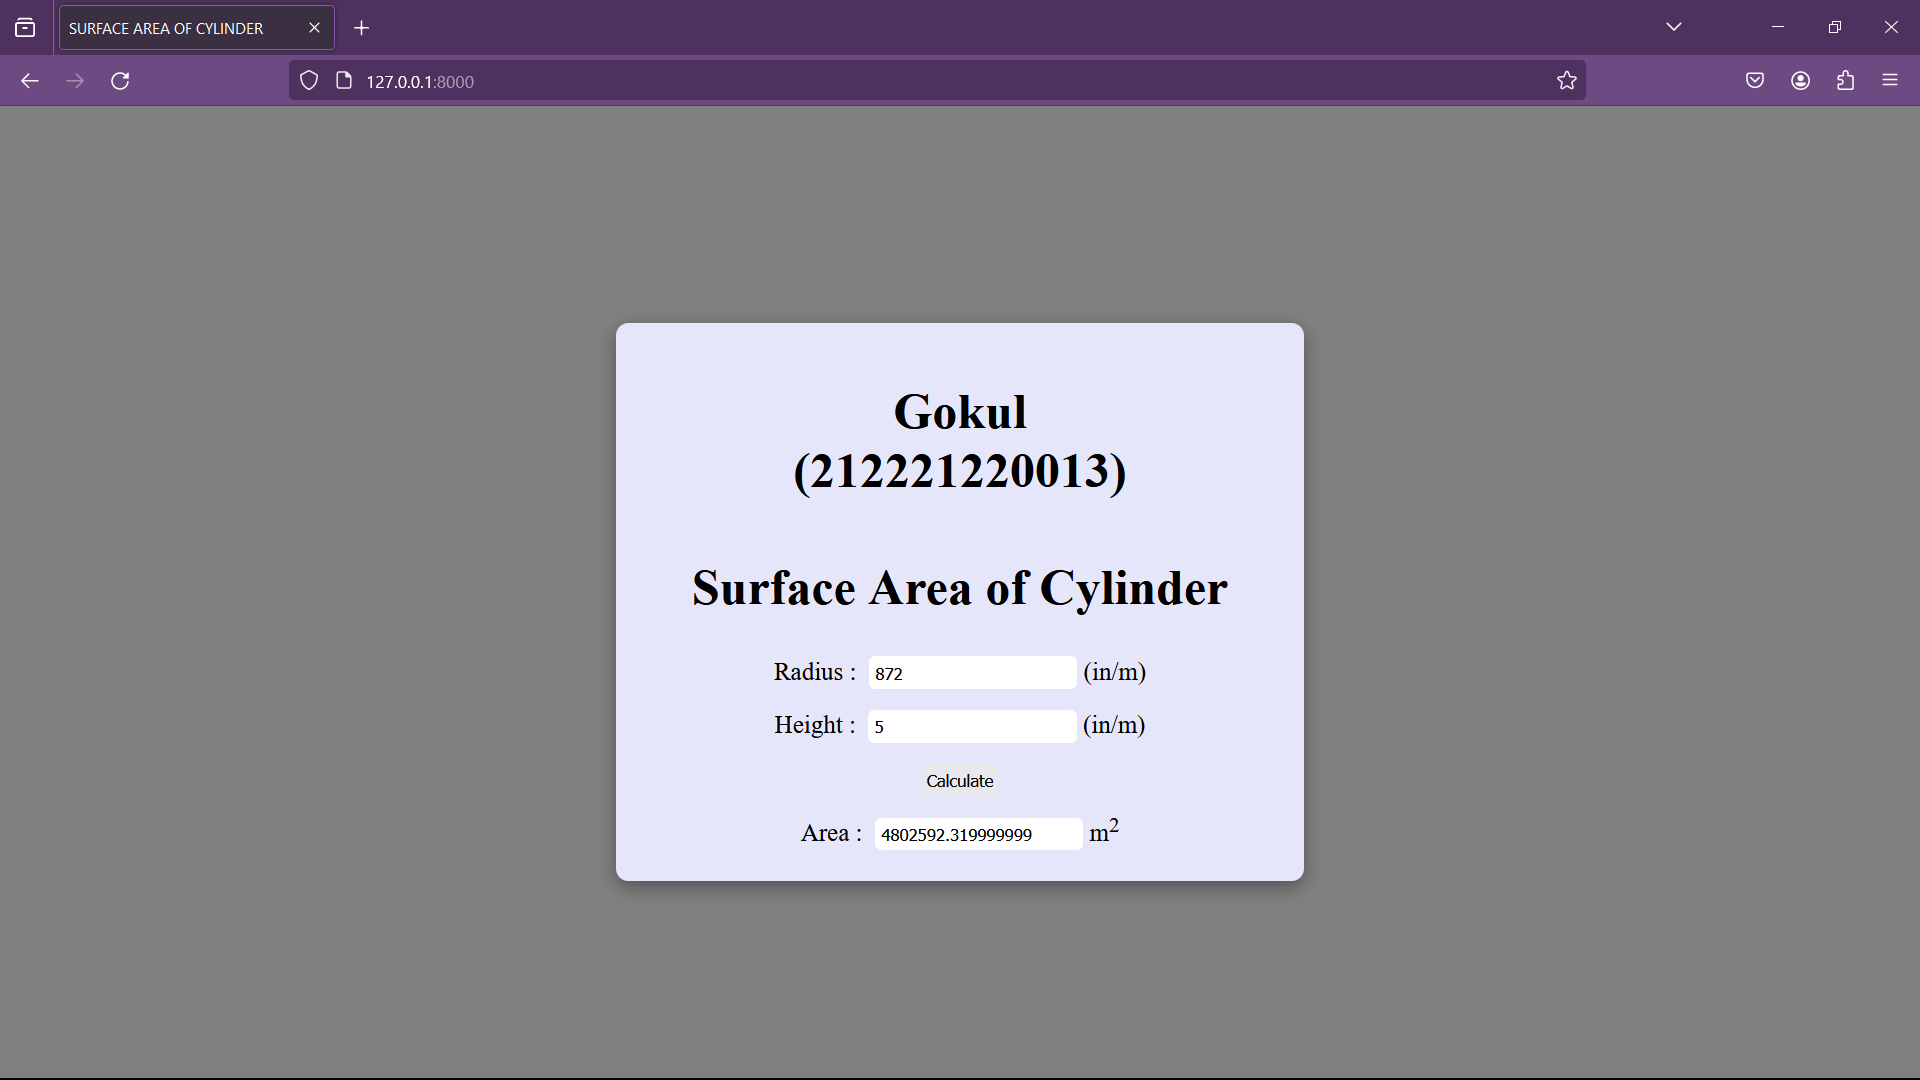 SURFACE AREA OF CYLINDER
127.0.0.1:8000
Gokul
(212221220013)
Surface Area of Cylinder
Radius : 872 (in/m)
Height : 5 (in/m)
Calculate
Area : 4802592.319999999 m²